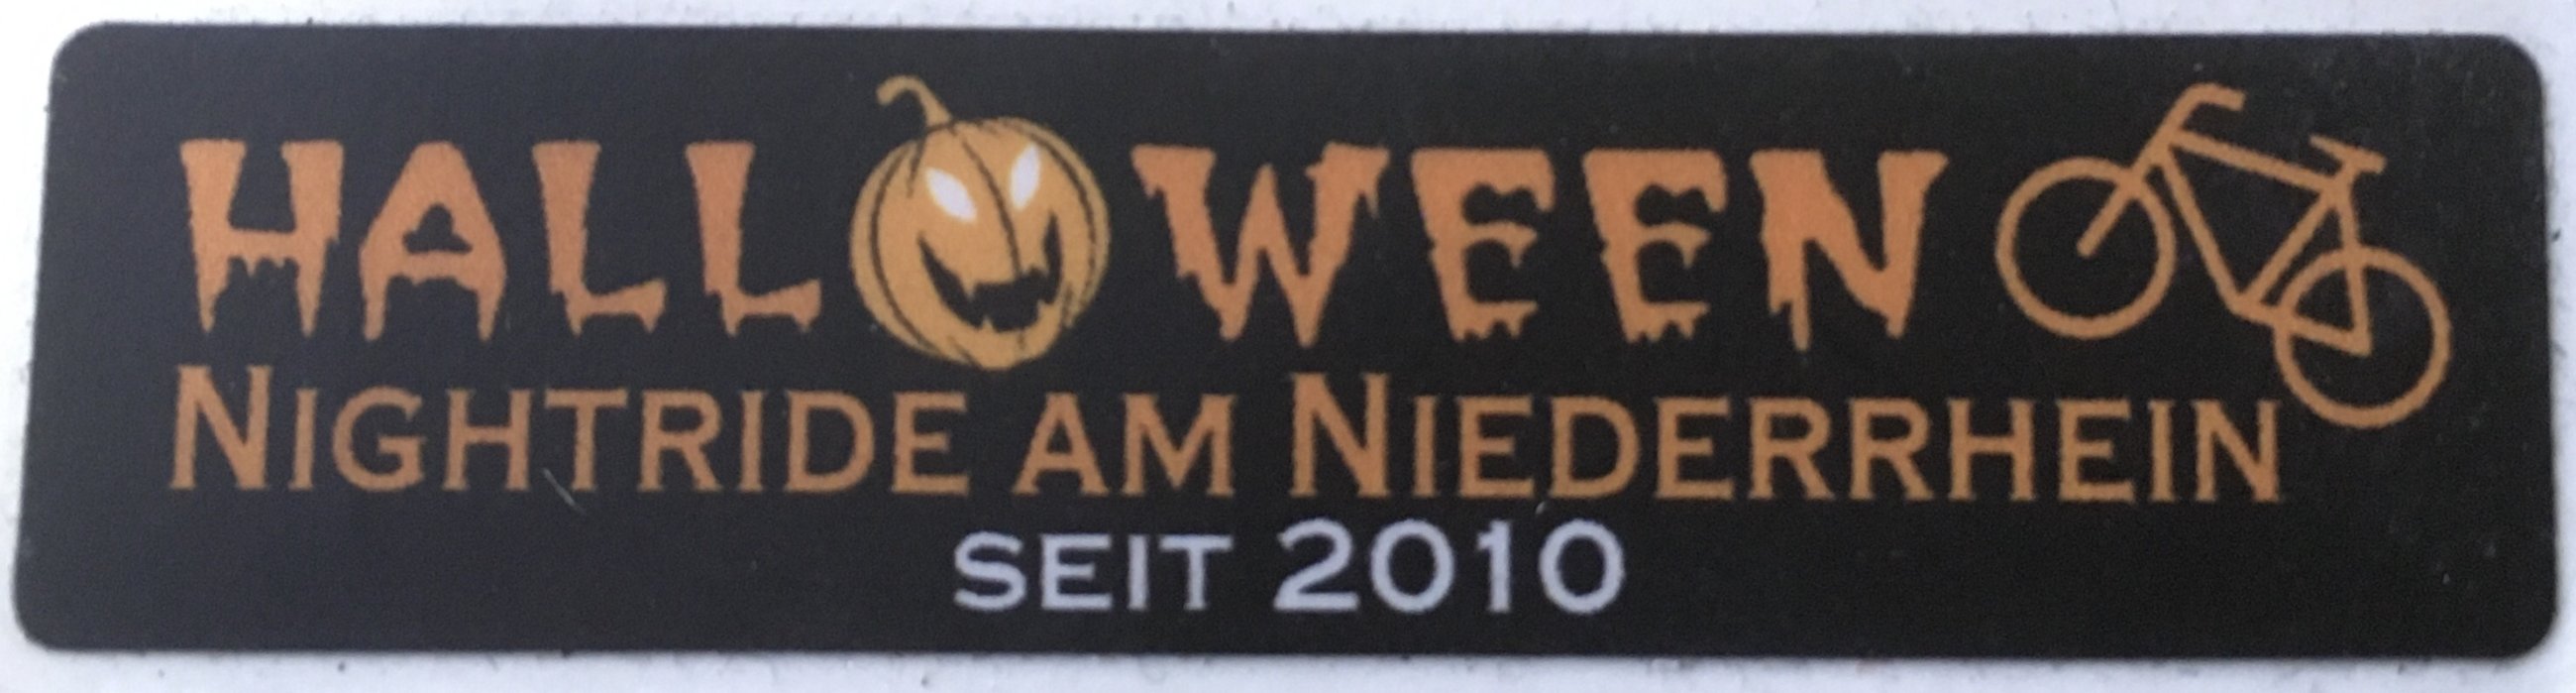 HALLOWEEN
NIGHTRIDE AM NIEDERRHEIN
SEIT 2010